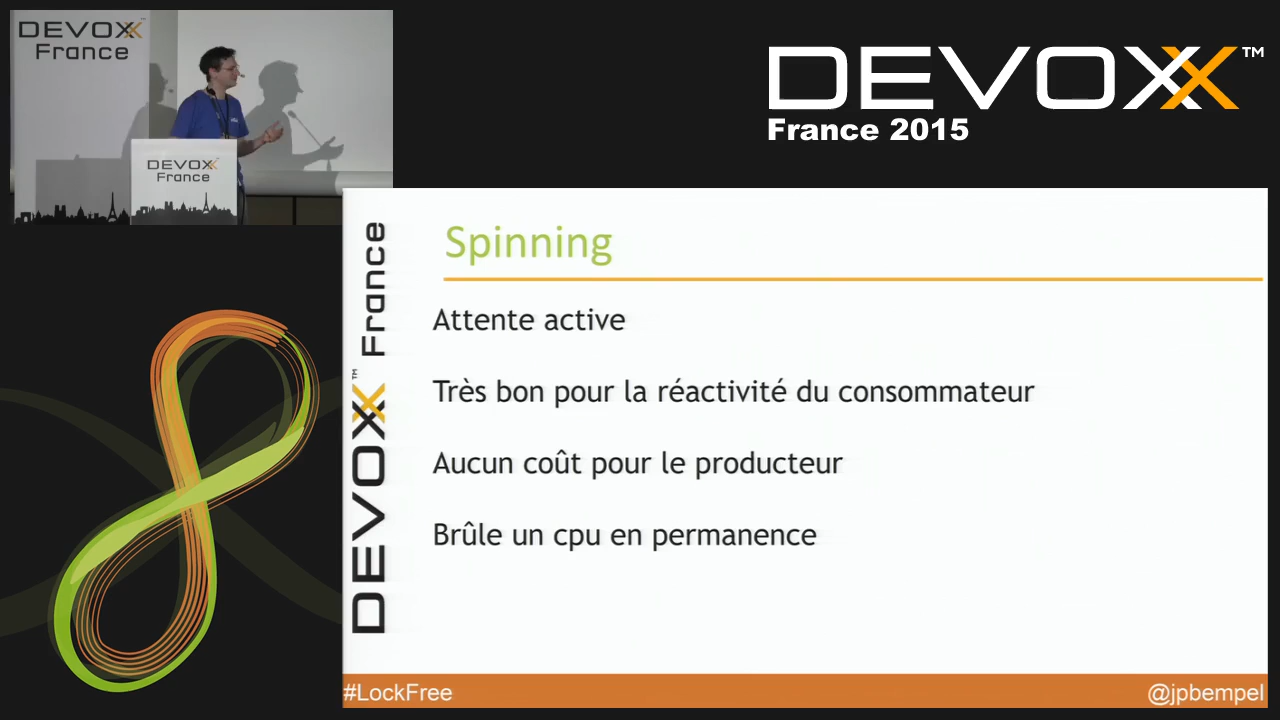 DEVOXX
France
DEVOXX
France
DEVOXX™
France 2015
DEVOXX™ France
Spinning
Attente active
Très bon pour la réactivité du consommateur
Aucun coût pour le producteur
Brûle un cpu en permanence
#LockFree
@jpbempel